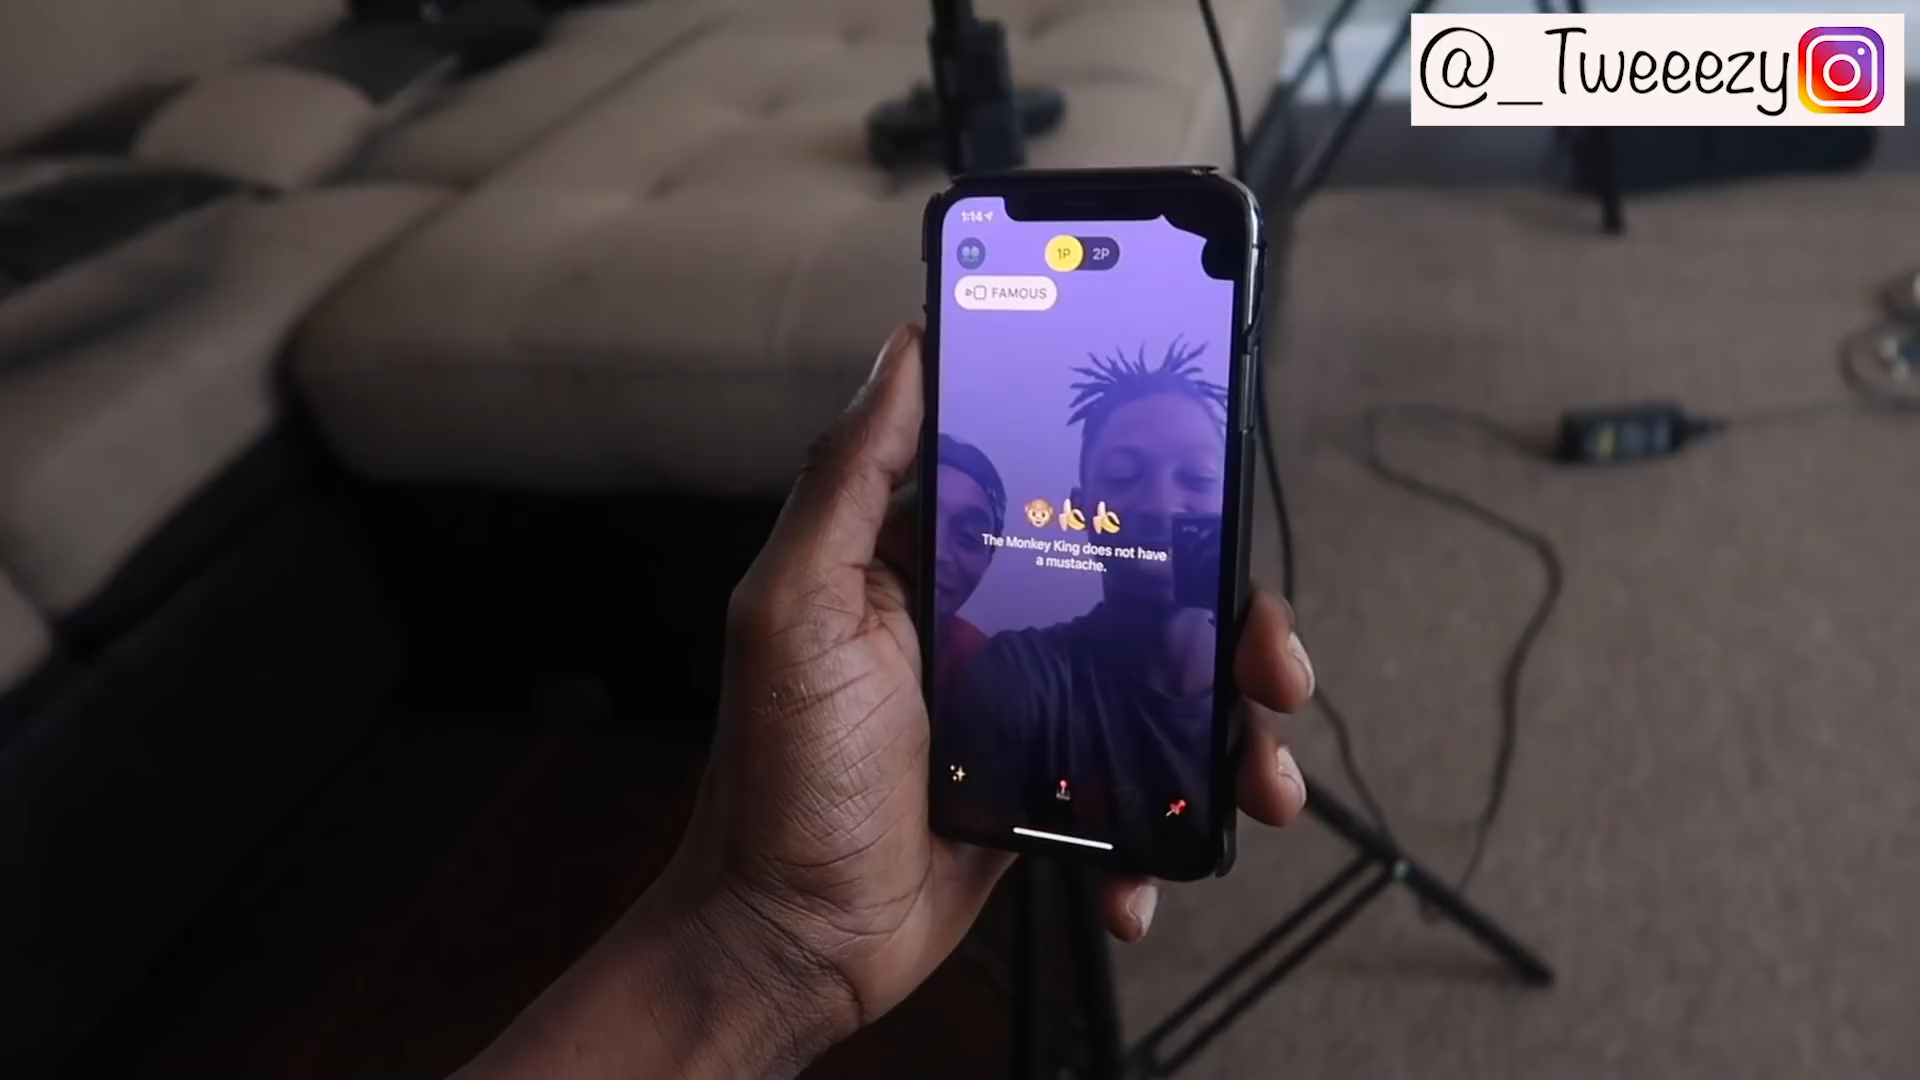 @_Tweeezy
1:14
1P 2P
FAMOUS
The Monkey King does not have
a mustache.